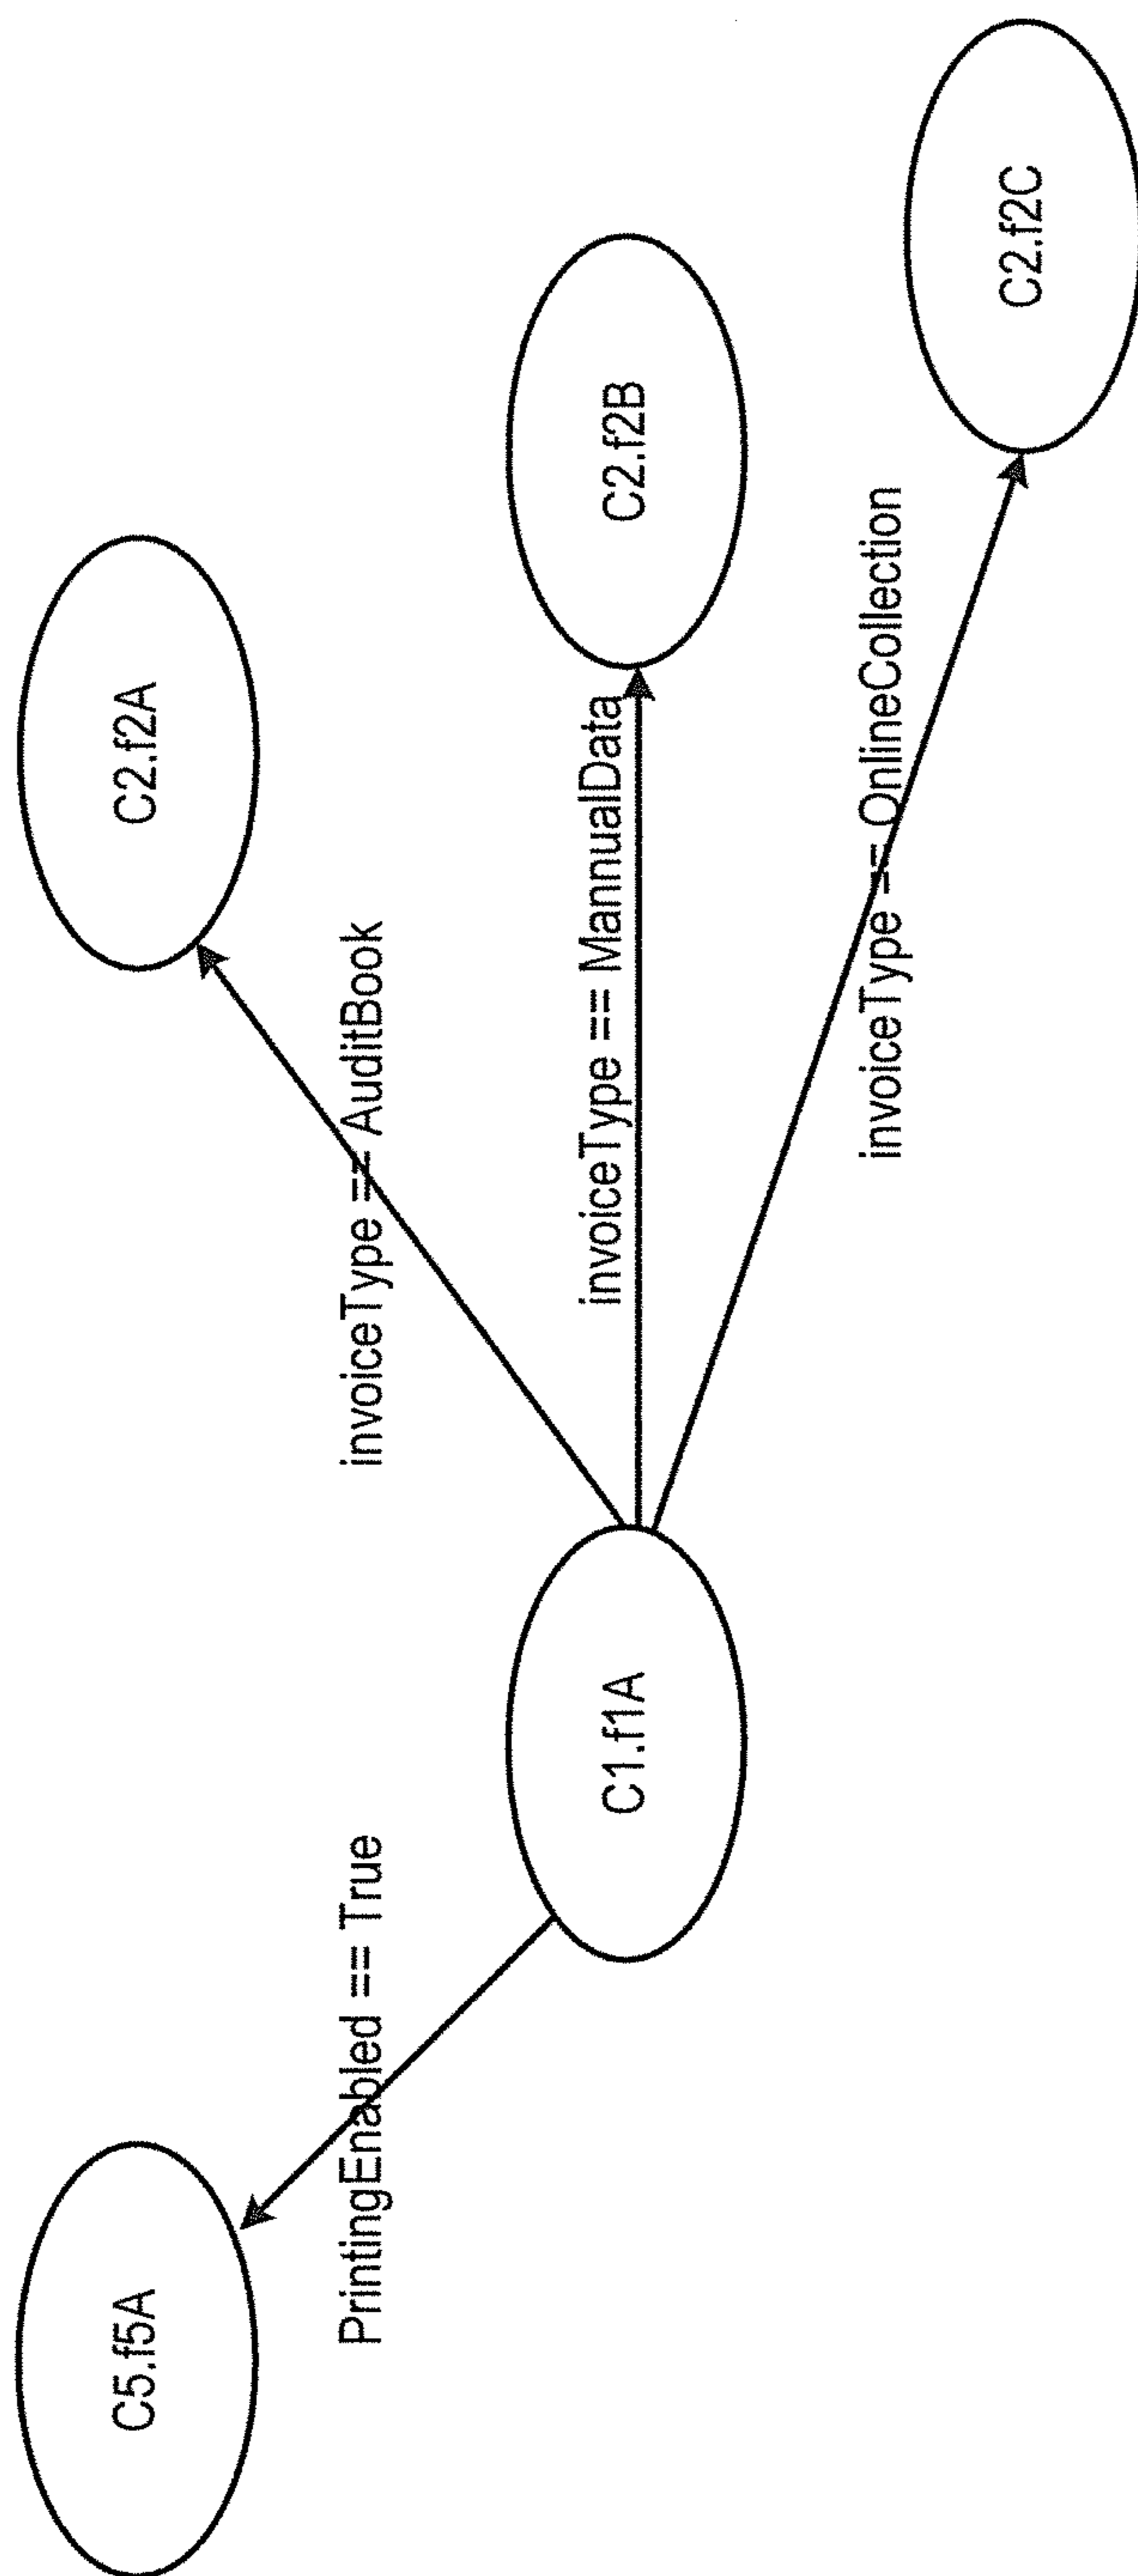 C5.f5A
C2.f2A
PrintingEnabled == True
invoiceType == AuditBook
C1.f1A
invoiceType == MannualData
C2.f2B
invoiceType == OnlineCollection
C2.f2C